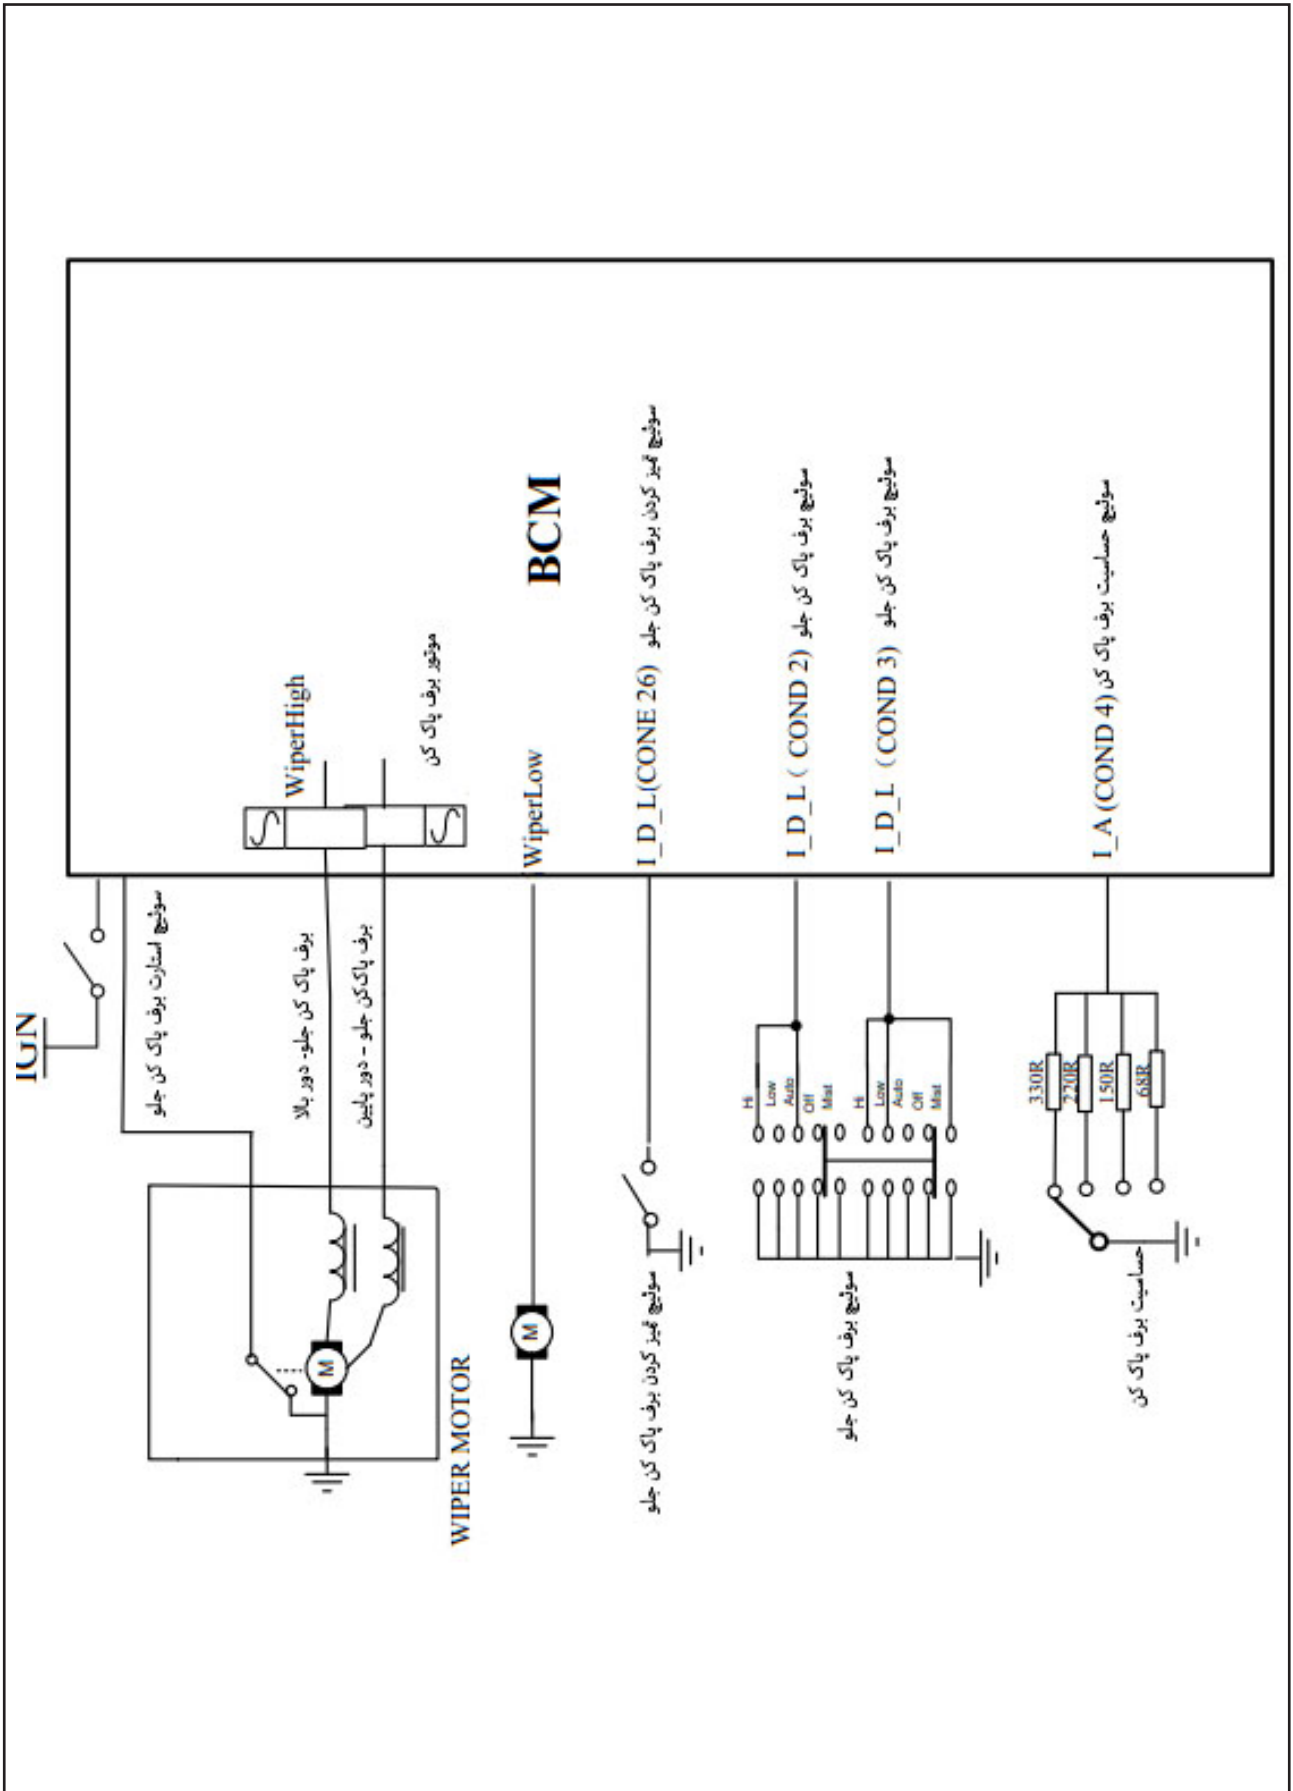 IGN
سوئیچ استارت برف پاک کن جلو
WiperHigh
برف پاک کن جلو- دور بالا
برف پاک‌کن جلو - دور پایین
موتور برف پاک کن
WIPER MOTOR
M
BCM
WiperLow
M
I_D_L(CONE 26) سوئیچ تمیز کردن برف پاک کن جلو
سوئیچ تمیز کردن برف پاک کن جلو
I_D_L ( COND 2) سوئیچ برف پاک کن جلو
I_D_L ( COND 3) سوئیچ برف پاک کن جلو
Hi
Low
Auto
Off
Mist
Hi
Low
Auto
Off
Mist
سوئیچ برف پاک کن جلو
I_A (COND 4) سوئیچ حساسیت برف پاک کن
330R
220R
150R
68R
حساسیت برف پاک کن